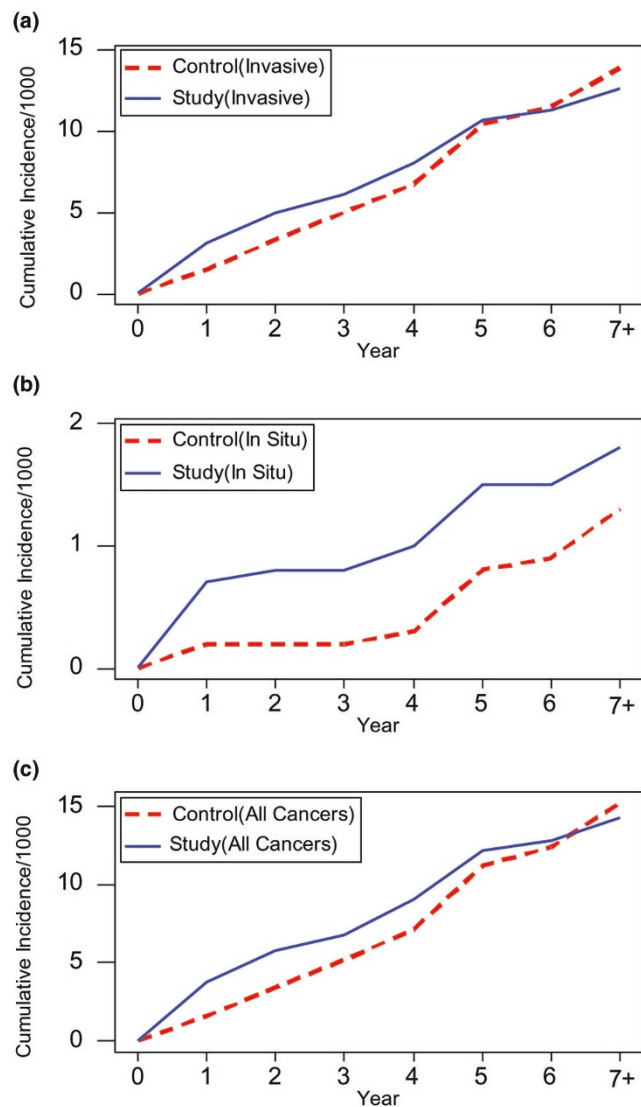 (a)
15
10
5
0
Cumulative Incidence/1000
Control(Invasive)
Study(Invasive)
0 1 2 3 4 5 6 7+
Year
(b)
2
1
0
Cumulative Incidence/1000
Control(In Situ)
Study(In Situ)
0 1 2 3 4 5 6 7+
Year
(c)
15
10
5
0
Cumulative Incidence/1000
Control(All Cancers)
Study(All Cancers)
0 1 2 3 4 5 6 7+
Year